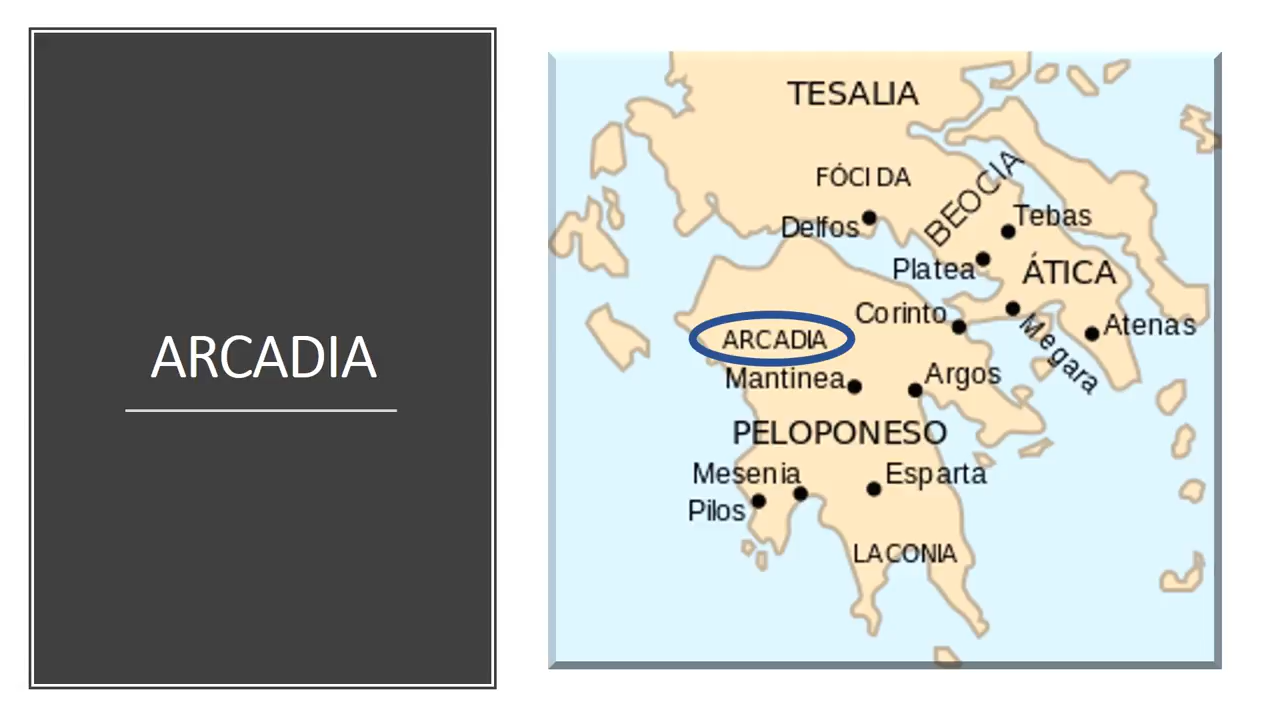 ARCADIA
TESALIA
FÓCIDA
BEOCIA
Delfos
Tebas
Platea
ÁTICA
Corinto
Megara
Atenas
ARCADIA
Mantinea
Argos
PELOPONESO
Mesenia
Esparta
Pilos
LACONIA